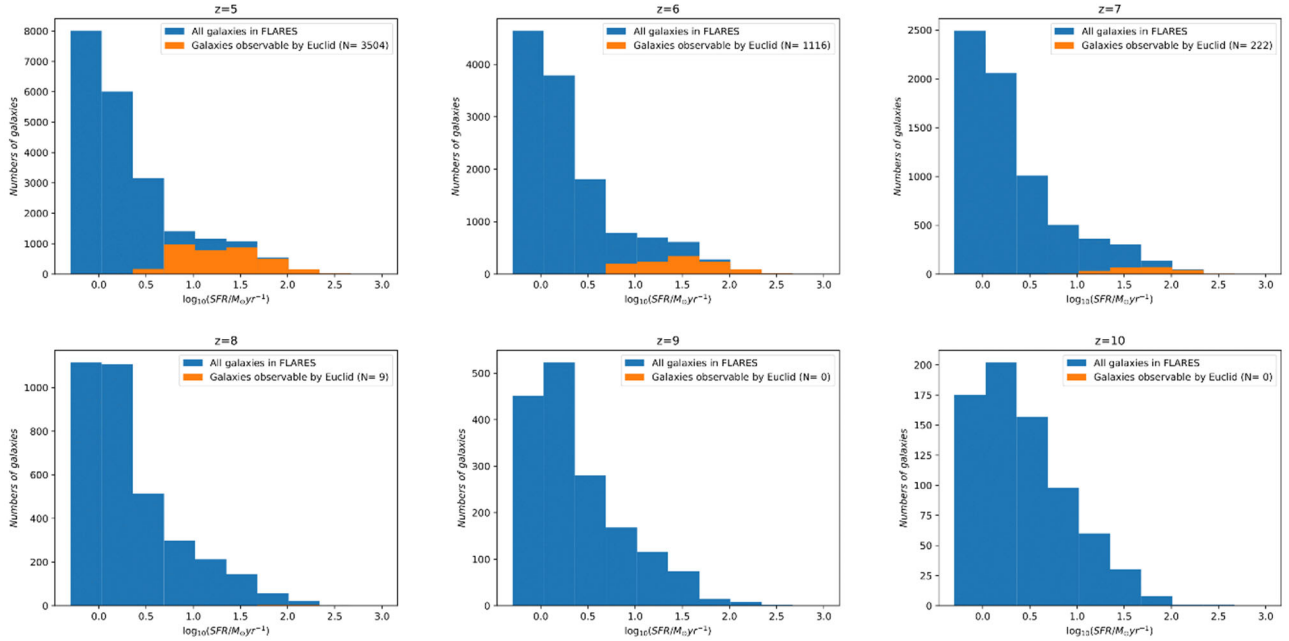 z=5
All galaxies in FLARES
Galaxies observable by Euclid (N= 3504)
Numbers of galaxies
8000
7000
6000
5000
4000
3000
2000
1000
0
0.0 0.5 1.0 1.5 2.0 2.5 3.0
log₁₀(SFR/M⊙yr⁻¹)
z=6
All galaxies in FLARES
Galaxies observable by Euclid (N= 1116)
Numbers of galaxies
4000
3000
2000
1000
0
0.0 0.5 1.0 1.5 2.0 2.5 3.0
log₁₀(SFR/M⊙yr⁻¹)
z=7
All galaxies in FLARES
Galaxies observable by Euclid (N= 222)
Numbers of galaxies
2500
2000
1500
1000
500
0
0.0 0.5 1.0 1.5 2.0 2.5 3.0
log₁₀(SFR/M⊙yr⁻¹)
z=8
All galaxies in FLARES
Galaxies observable by Euclid (N= 9)
Numbers of galaxies
1000
800
600
400
200
0
0.0 0.5 1.0 1.5 2.0 2.5 3.0
log₁₀(SFR/M⊙yr⁻¹)
z=9
All galaxies in FLARES
Galaxies observable by Euclid (N= 0)
Numbers of galaxies
500
400
300
200
100
0
0.0 0.5 1.0 1.5 2.0 2.5 3.0
log₁₀(SFR/M⊙yr⁻¹)
z=10
All galaxies in FLARES
Galaxies observable by Euclid (N= 0)
Numbers of galaxies
200
175
150
125
100
75
50
25
0
0.0 0.5 1.0 1.5 2.0 2.5 3.0
log₁₀(SFR/M⊙yr⁻¹)